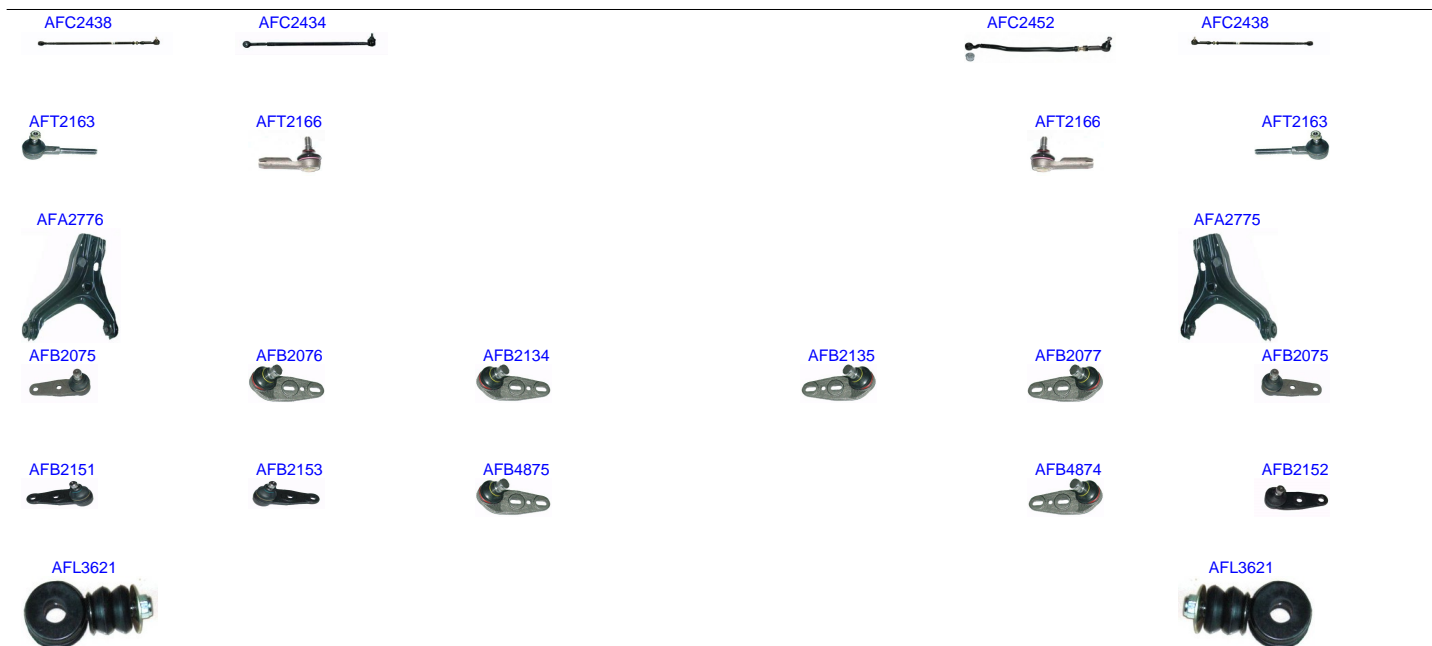 AFC2438 AFC2434 AFC2452 AFC2438
AFT2163 AFT2166 AFT2166 AFT2163
AFA2776 AFA2775
AFB2075 AFB2076 AFB2134 AFB2135 AFB2077 AFB2075
AFB2151 AFB2153 AFB4875 AFB4874 AFB2152
AFL3621 AFL3621